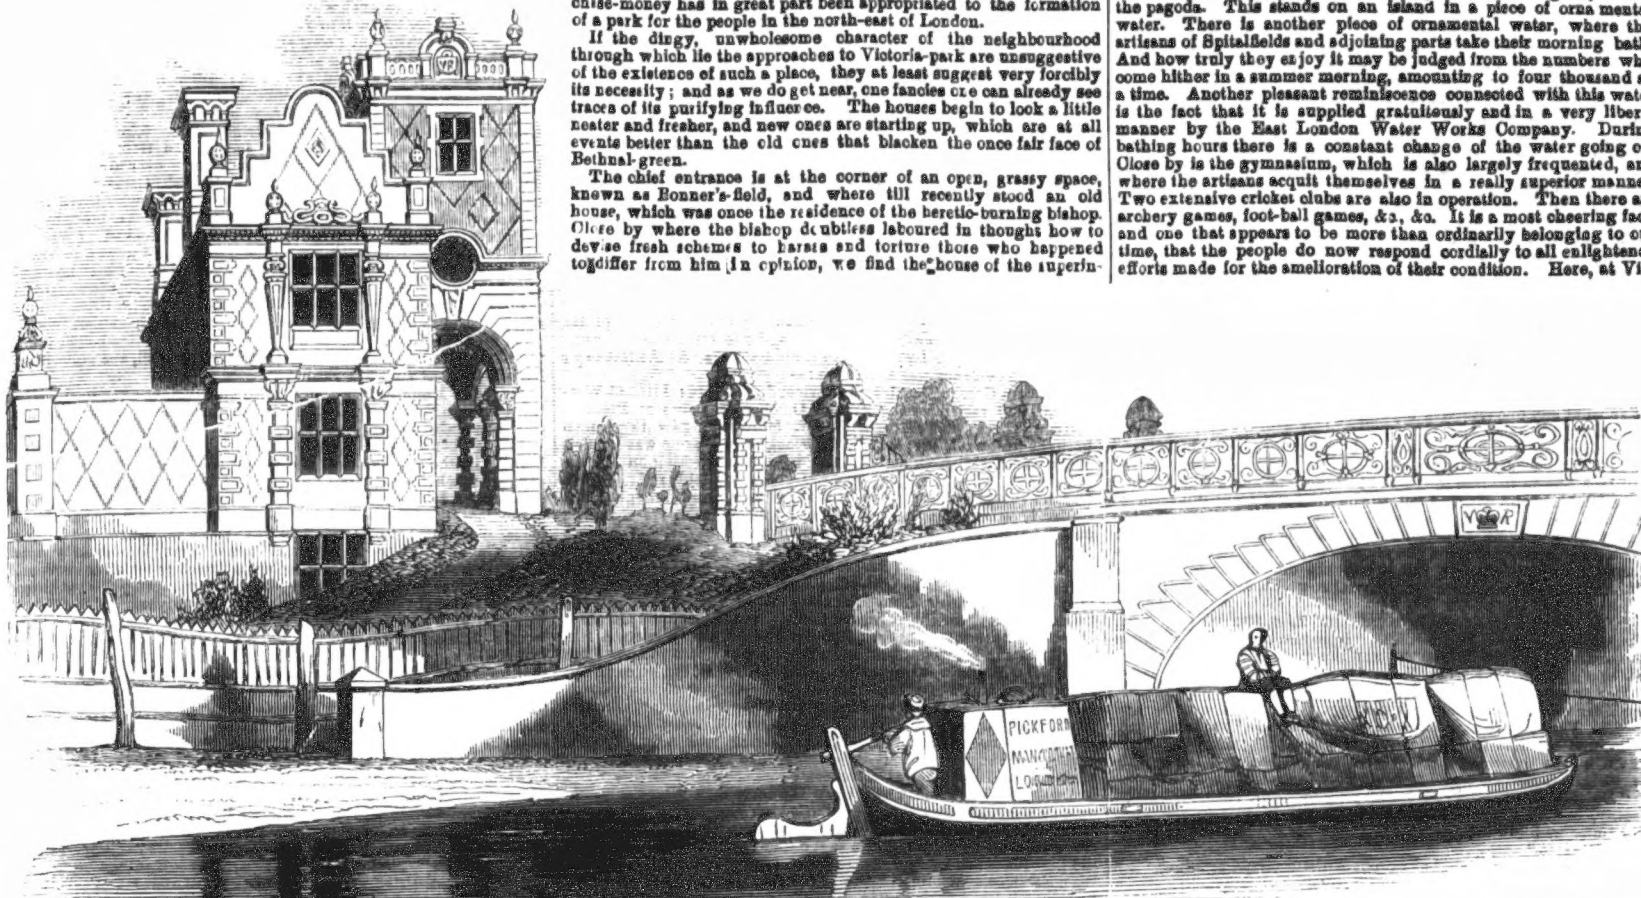 chise-money has in great part been appropriated to the formation
of a park for the people in the north-east of London.
If the dingy, unwholesome character of the neighbourhood
through which lie the approaches to Victoria-park are unsuggestive
of the existence of such a place, they at least suggest very forcibly
its necessity; and as we do get near, one fancies one can already see
traces of its purifying influence. The houses begin to look a little
neater and fresher, and new ones are starting up, which are at all
events better than the old ones that blacken the once fair face of
Bethnal-green.
The chief entrance is at the corner of an open, grassy space,
known as Bonner's-field, and where till recently stood an old
house, which was once the residence of the heretic-burning bishop.
Close by where the bishop doubtless laboured in thought how to
devise fresh schemes to harass and torture those who happened
to differ from him in opinion, we find the house of the superin-
the pagoda. This stands on an island in a piece of orna menta
water. There is another piece of ornamental water, where th
artisans of Spitalfields and adjoining parts take their morning bath
And how truly they enjoy it may be judged from the numbers wh
come hither in a summer morning, amounting to four thousand a
a time. Another pleasant reminiscence connected with this wate
is the fact that it is supplied gratuitously and in a very liber
manner by the East London Water Works Company. Durin
bathing hours there is a constant change of the water going o
Close by is the gymnasium, which is also largely frequented, an
where the artisans acquit themselves in a really superior manne
Two extensive cricket clubs are also in operation. Then there a
archery games, foot-ball games, &c., &c. It is a most cheering fac
and one that appears to be more than ordinarily belonging to o
time, that the people do now respond cordially to all enlightene
efforts made for the amelioration of their condition. Here, at Vi
VR
V R
PICKFORD